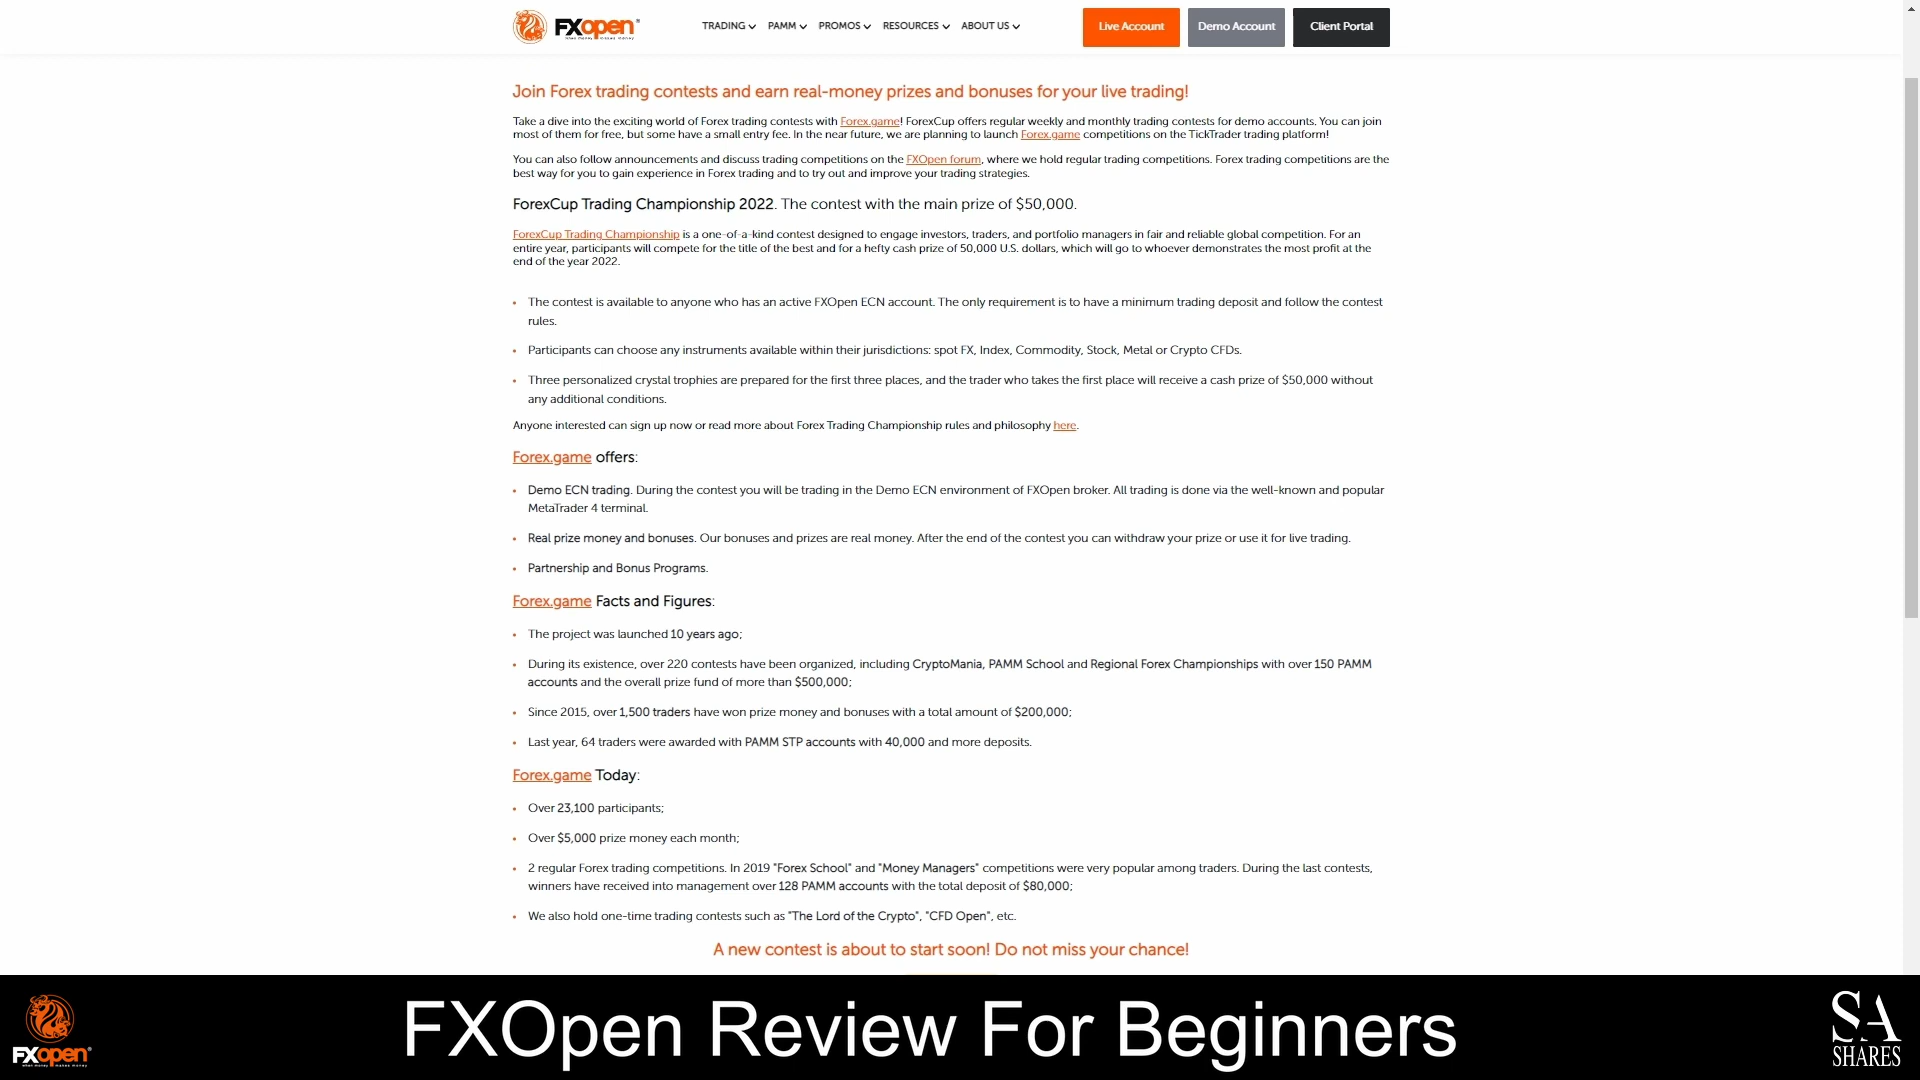 FXOpen
when money makes money
TRADING PAMM PROMOS RESOURCES ABOUT US
Live Account Demo Account Client Portal
Join Forex trading contests and earn real-money prizes and bonuses for your live trading!
Take a dive into the exciting world of Forex trading contests with Forex.game! ForexCup offers regular weekly and monthly trading contests for demo accounts. You can join
most of them for free, but some have a small entry fee. In the near future, we are planning to launch Forex.game competitions on the TickTrader trading platform!
You can also follow announcements and discuss trading competitions on the FXOpen forum, where we hold regular trading competitions. Forex trading competitions are the
best way for you to gain experience in Forex trading and to try out and improve your trading strategies.
ForexCup Trading Championship 2022. The contest with the main prize of $50,000.
ForexCup Trading Championship is a one-of-a-kind contest designed to engage investors, traders, and portfolio managers in fair and reliable global competition. For an
entire year, participants will compete for the title of the best and for a hefty cash prize of 50,000 U.S. dollars, which will go to whoever demonstrates the most profit at the
end of the year 2022.
• The contest is available to anyone who has an active FXOpen ECN account. The only requirement is to have a minimum trading deposit and follow the contest
rules.
• Participants can choose any instruments available within their jurisdictions: spot FX, Index, Commodity, Stock, Metal or Crypto CFDs.
• Three personalized crystal trophies are prepared for the first three places, and the trader who takes the first place will receive a cash prize of $50,000 without
any additional conditions.
Anyone interested can sign up now or read more about Forex Trading Championship rules and philosophy here.
Forex.game offers:
• Demo ECN trading. During the contest you will be trading in the Demo ECN environment of FXOpen broker. All trading is done via the well-known and popular
MetaTrader 4 terminal.
• Real prize money and bonuses. Our bonuses and prizes are real money. After the end of the contest you can withdraw your prize or use it for live trading.
• Partnership and Bonus Programs.
Forex.game Facts and Figures:
• The project was launched 10 years ago;
• During its existence, over 220 contests have been organized, including CryptoMania, PAMM School and Regional Forex Championships with over 150 PAMM
accounts and the overall prize fund of more than $500,000;
• Since 2015, over 1,500 traders have won prize money and bonuses with a total amount of $200,000;
• Last year, 64 traders were awarded with PAMM STP accounts with 40,000 and more deposits.
Forex.game Today:
• Over 23,100 participants;
• Over $5,000 prize money each month;
• 2 regular Forex trading competitions. In 2019 "Forex School" and "Money Managers" competitions were very popular among traders. During the last contests,
winners have received into management over 128 PAMM accounts with the total deposit of $80,000;
• We also hold one-time trading contests such as "The Lord of the Crypto", "CFD Open", etc.
A new contest is about to start soon! Do not miss your chance!
FXOpen
when money makes money
FXOpen Review For Beginners
SA
SHARES